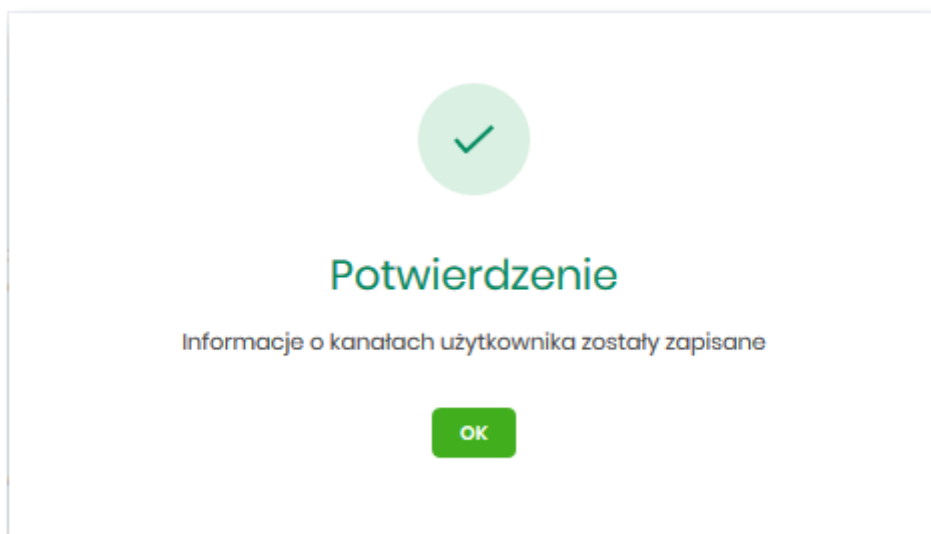 Potwierdzenie
Informacje o kanałach użytkownika zostały zapisane
OK